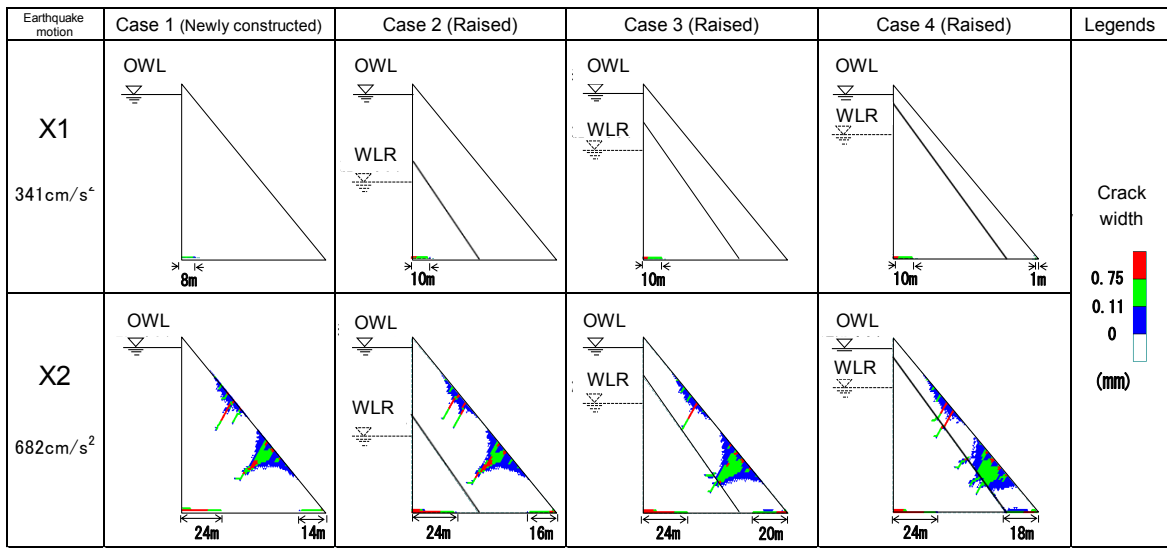 Earthquake motion
Case 1 (Newly constructed)
Case 2 (Raised)
Case 3 (Raised)
Case 4 (Raised)
Legends
X1
341cm/s²
OWL
8m
OWL
WLR
10m
OWL
WLR
10m
OWL
WLR
10m
1m
X2
682cm/s²
OWL
24m
14m
OWL
WLR
24m
16m
OWL
WLR
24m
20m
OWL
WLR
24m
18m
Crack
width
0.75
0.11
0
(mm)